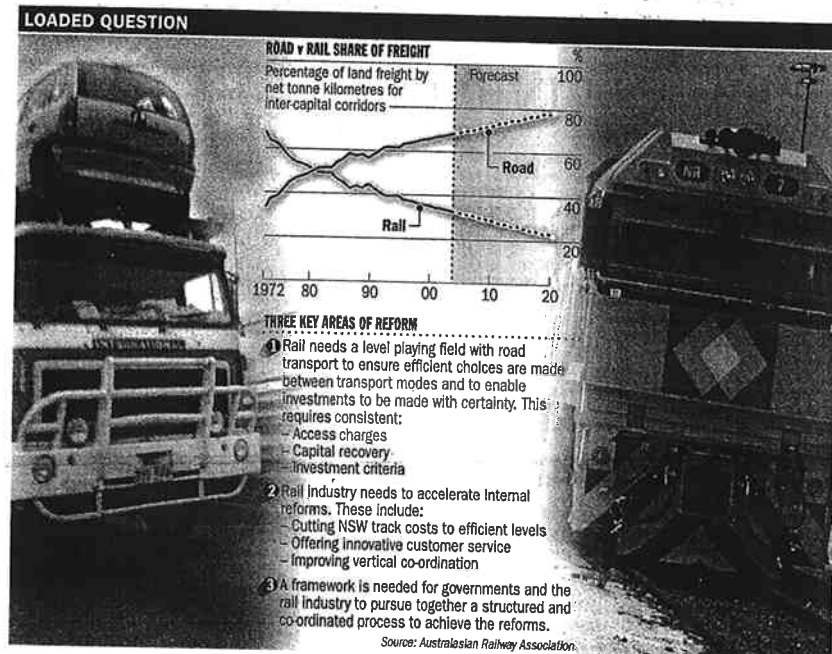 LOADED QUESTION
ROAD v RAIL SHARE OF FREIGHT
Percentage of land freight by
net tonne kilometres for
inter-capital corridors
Forecast
%
100
80
60
40
20
Road
Rail
1972 80 90 00 10 20
THREE KEY AREAS OF REFORM
1 Rail needs a level playing field with road
transport to ensure efficient choices are made
between transport modes and to enable
investments to be made with certainty. This
requires consistent:
– Access charges
– Capital recovery
– Investment criteria
2 Rail industry needs to accelerate internal
reforms. These include:
– Cutting NSW track costs to efficient levels
– Offering innovative customer service
– Improving vertical co-ordination
3 A framework is needed for governments and the
rail industry to pursue together a structured and
co-ordinated process to achieve the reforms.
Source: Australasian Railway Association
INTERNATIONAL
NR